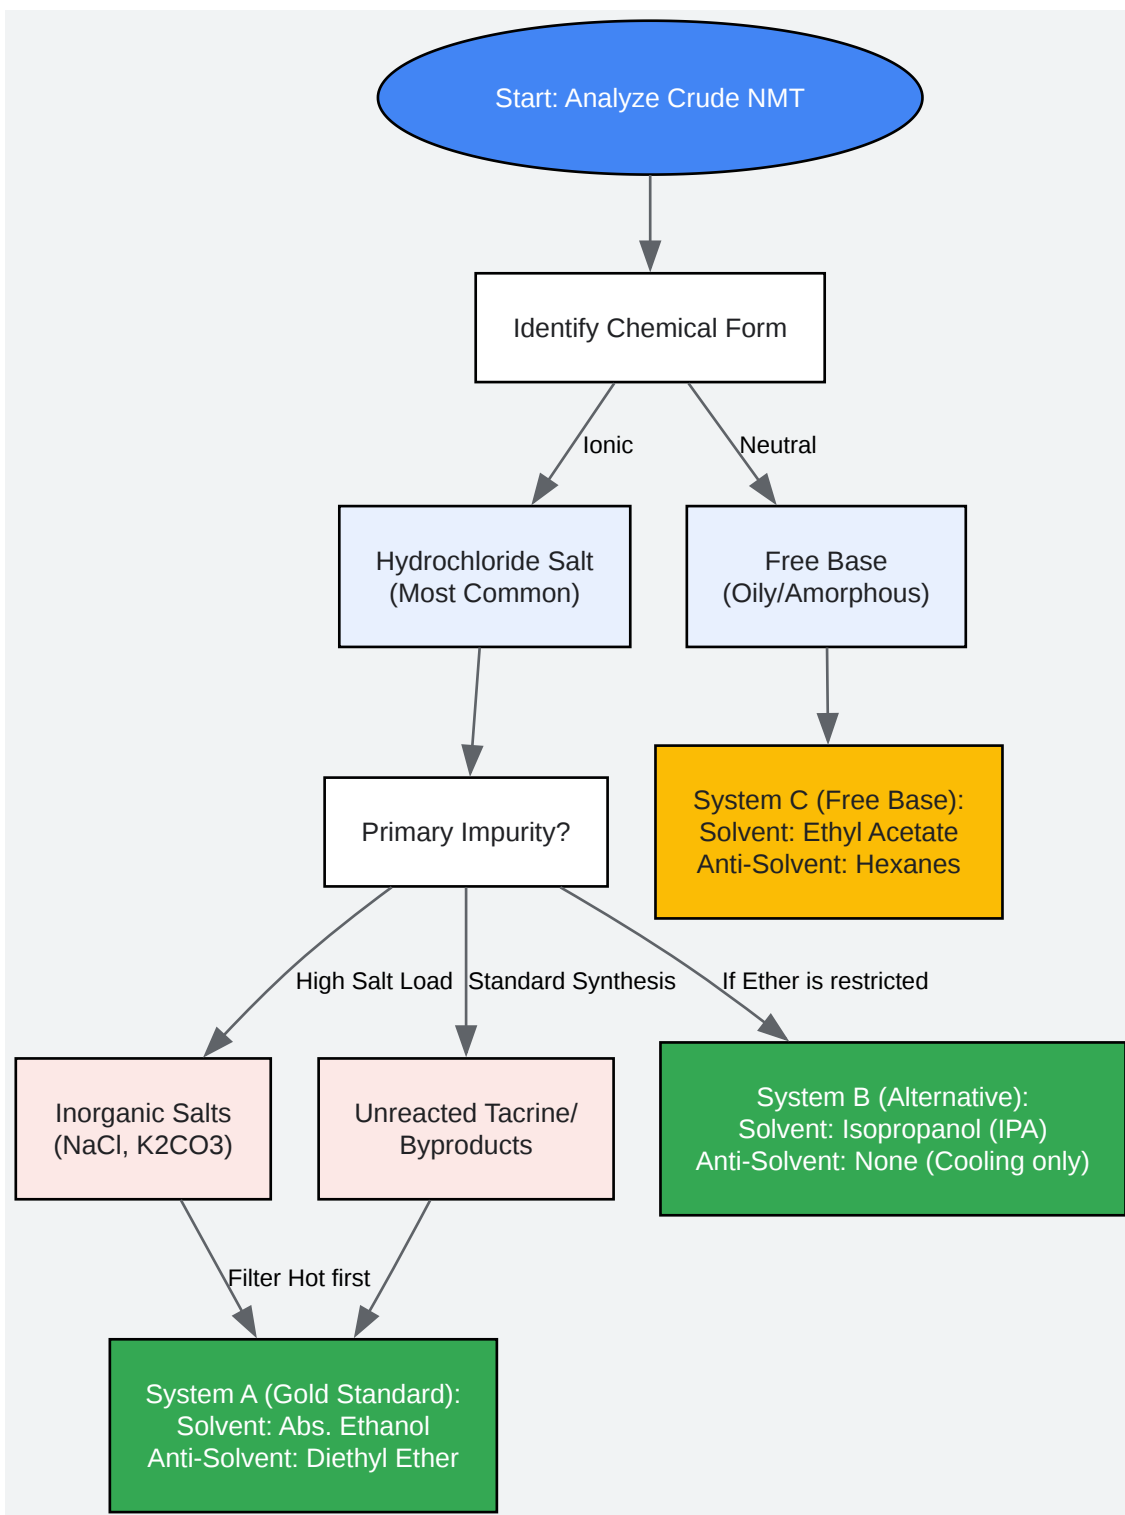 Start: Analyze Crude NMT
Identify Chemical Form
Ionic
Neutral
Hydrochloride Salt
(Most Common)
Free Base
(Oily/Amorphous)
System C (Free Base):
Solvent: Ethyl Acetate
Anti-Solvent: Hexanes
Primary Impurity?
High Salt Load
Standard Synthesis
If Ether is restricted
Inorganic Salts
(NaCl, K2CO3)
Unreacted Tacrine/
Byproducts
System B (Alternative):
Solvent: Isopropanol (IPA)
Anti-Solvent: None (Cooling only)
Filter Hot first
System A (Gold Standard):
Solvent: Abs. Ethanol
Anti-Solvent: Diethyl Ether